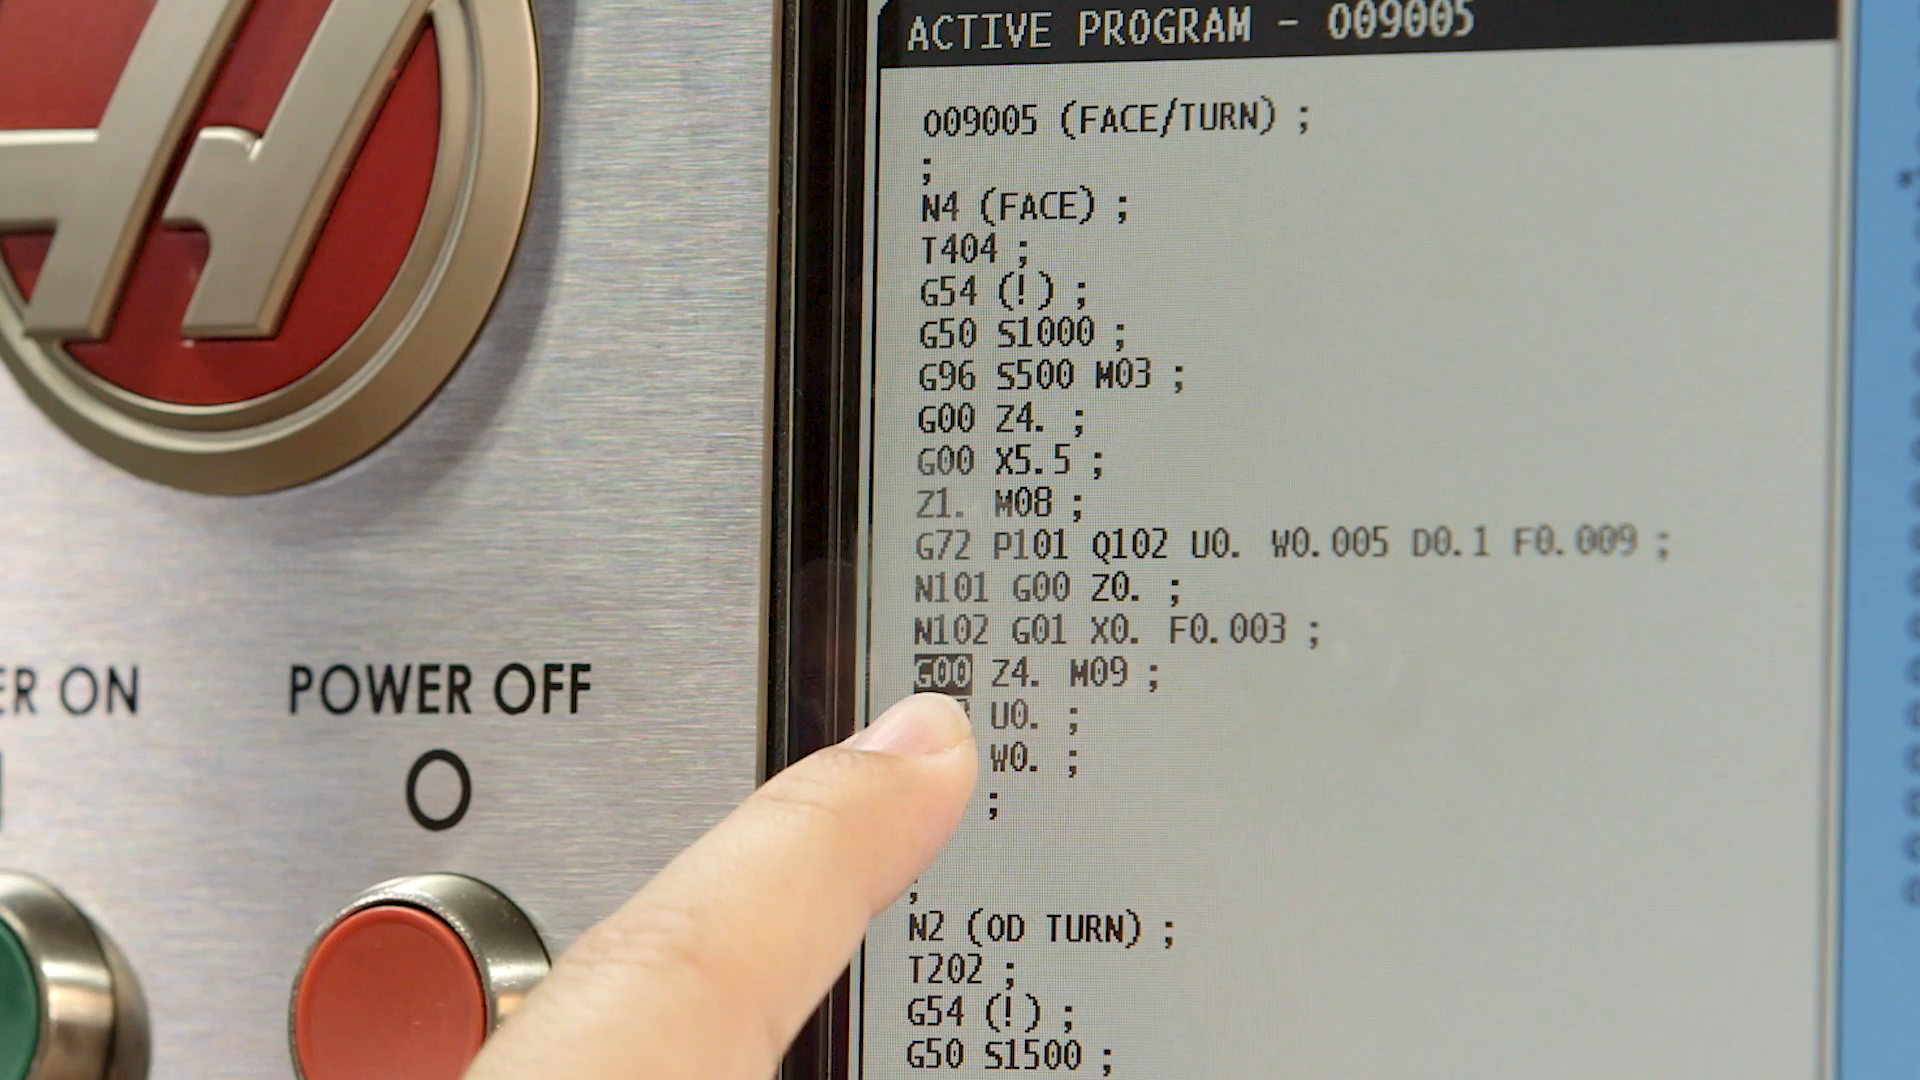 ACTIVE PROGRAM - O09005
O09005 (FACE/TURN) ;
;
N4 (FACE) ;
T404 ;
G54 (!) ;
G50 S1000 ;
G96 S500 M03 ;
G00 Z4. ;
G00 X5.5 ;
Z1. M08 ;
G72 P101 Q102 U0. W0.005 D0.1 F0.009 ;
N101 G00 Z0. ;
N102 G01 X0. F0.003 ;
G00 Z4. M09 ;
U0. ;
W0. ;
;
;
N2 (OD TURN) ;
T202 ;
G54 (!) ;
G50 S1500 ;
ON
POWER OFF